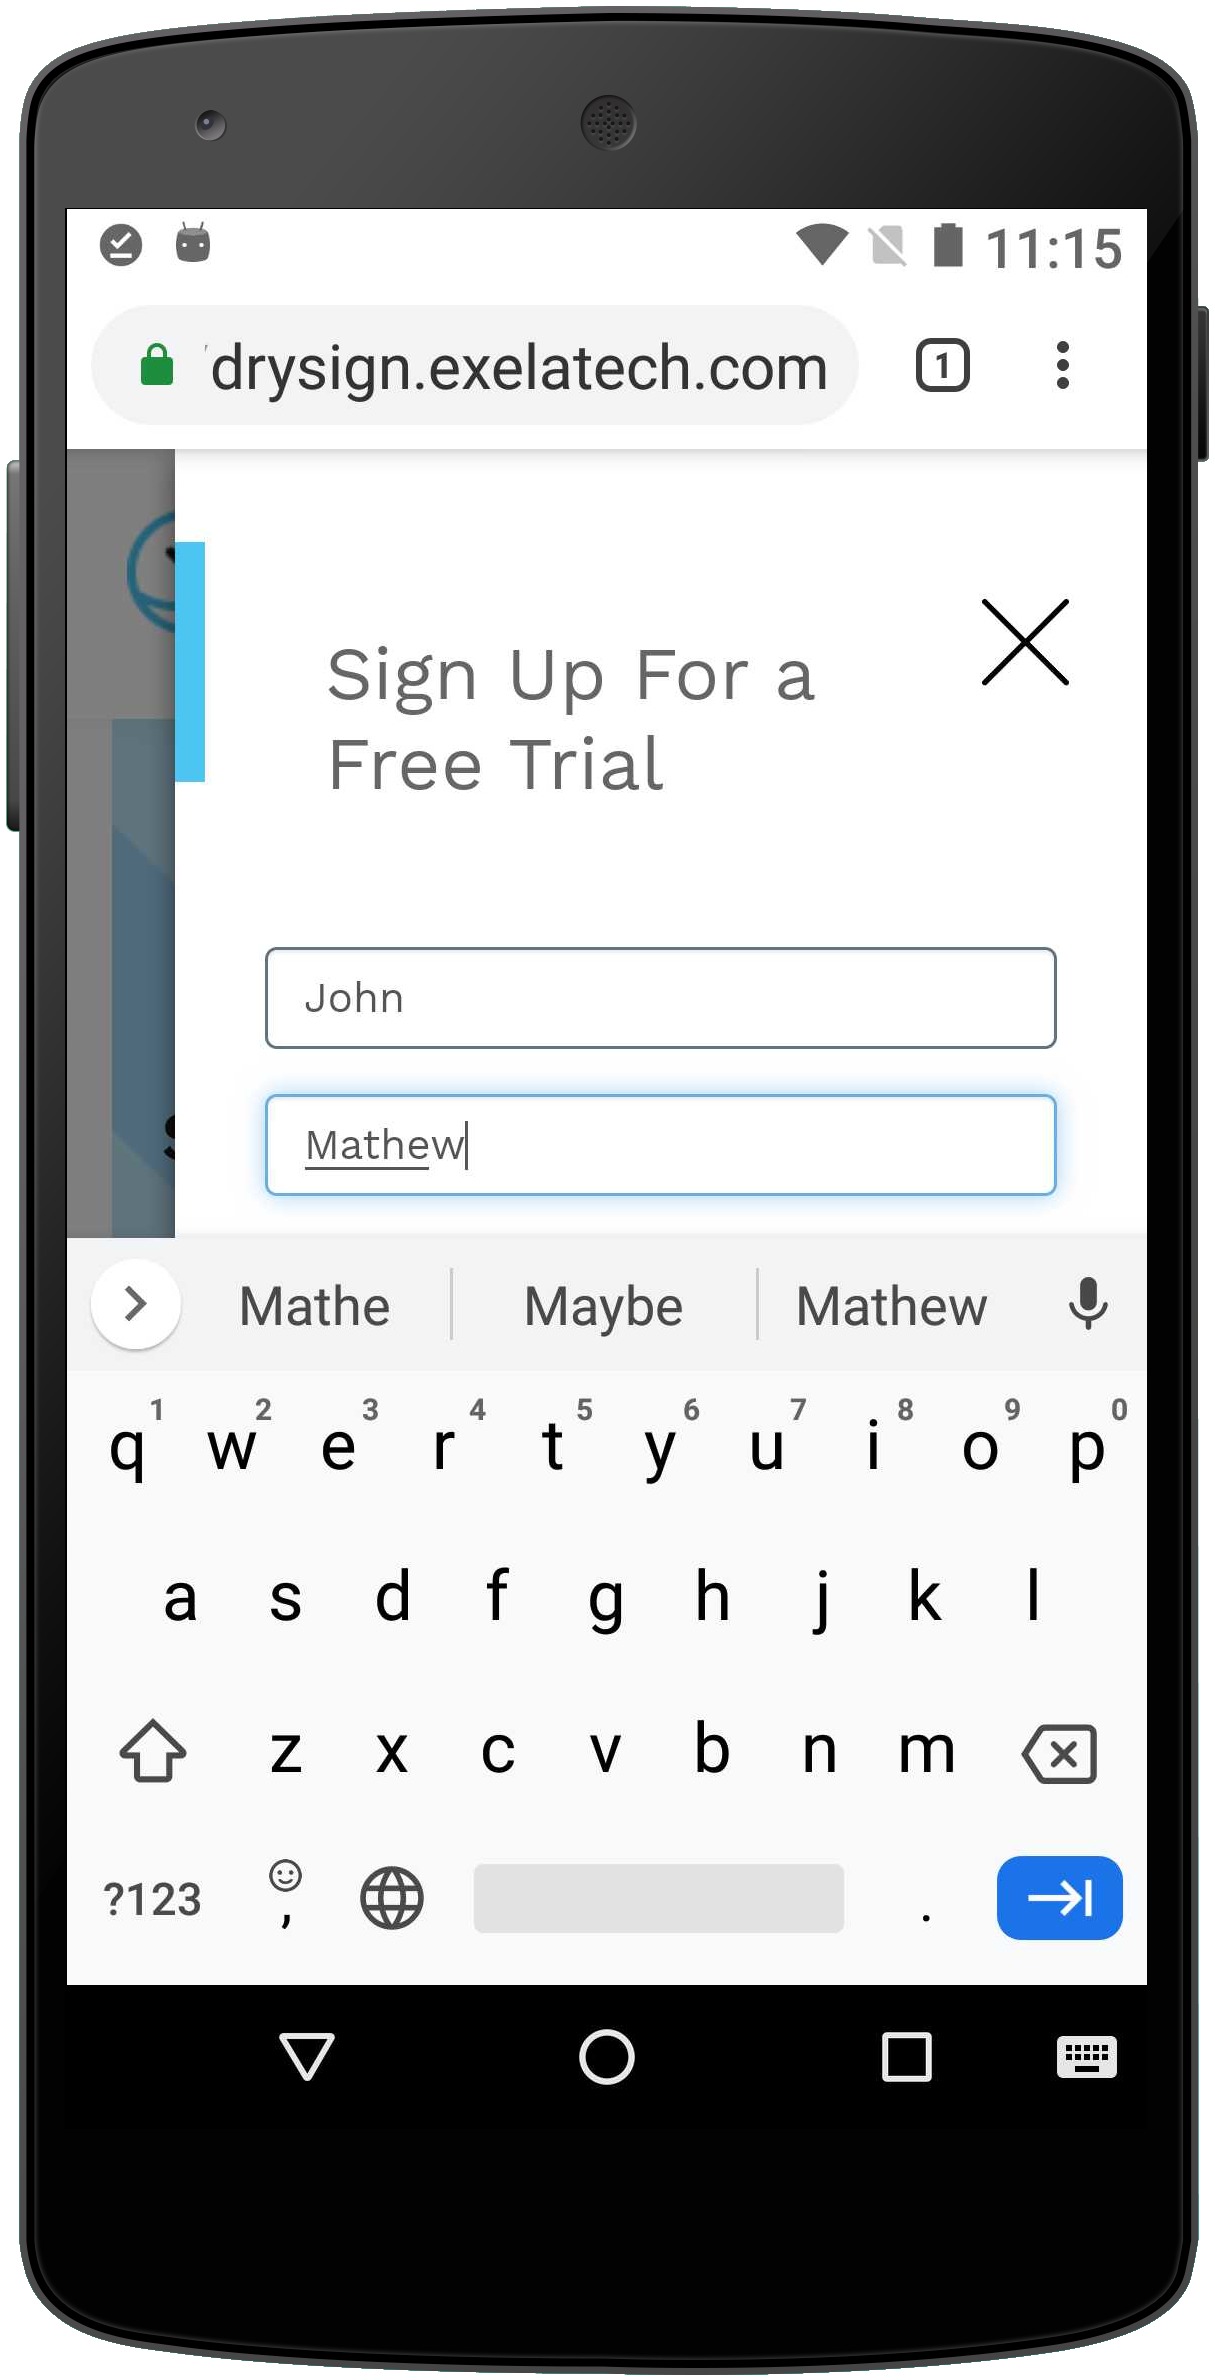 11:15
drysign.exelatech.com
1
Sign Up For a
Free Trial
John
Mathew
Mathe Maybe Mathew
1 2 3 4 5 6 7 8 9 0
q w e r t y u i o p
a s d f g h j k l
z x c v b n m
?123 , .